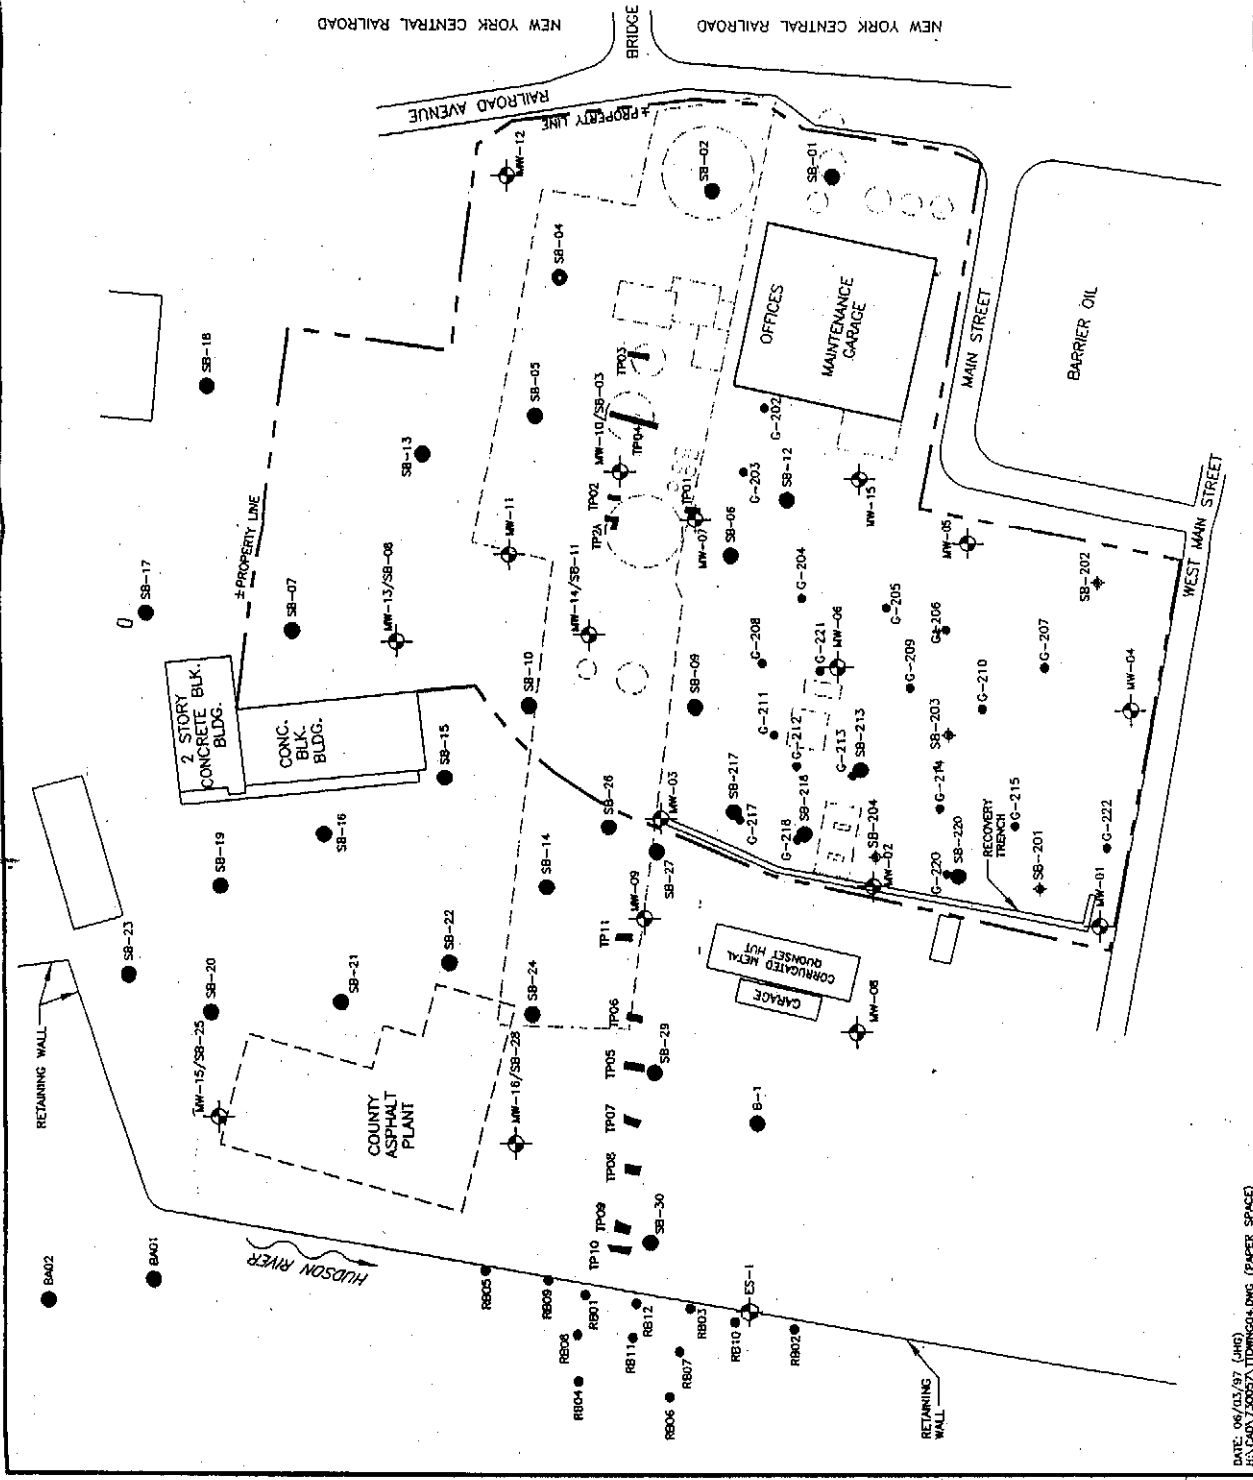 NEW YORK CENTRAL RAILROAD
NEW YORK CENTRAL RAILROAD
BRIDGE
RAILROAD AVENUE
±PROPERTY LINE
MW-12
SB-02
SB-01
SB-04
OFFICES
MAINTENANCE
GARAGE
MAIN STREET
BARRIER OIL
SB-18
TP03
SB-05
MW-10/SB-03
TP04
G-202
SB-13
G-203
SB-12
MW-15
TP02
TP2A
TP01
MW-07
SB-06
MW-11
MW-05
WEST MAIN STREET
±PROPERTY LINE
SB-17
SB-07
MW-13/SB-08
MW-14/SB-11
G-204
G-205
G-206
SB-202
G-208
G-221
MW-06
G-209
G-207
2 STORY
CONCRETE BLK.
BLDG.
CONC.
BLK.
BLDG.
SB-10
SB-09
G-210
MW-04
G-211
G-212
G-213
SB-213
SB-203
SB-15
SB-16
SB-26
MW-03
SB-217
G-217
G-218
SB-218
SB-204
G-214
G-215
G-222
SB-19
SB-14
SB-27
MW-02
G-220
SB-220
RECOVERY
TRENCH
SB-201
MW-01
MW-09
TP11
SB-23
SB-22
CORRUGATED METAL
QUONSET HUT
GARAGE
SB-20
SB-21
SB-24
TP06
MW-08
RETAINING WALL
MW-15/SB-25
MW-16/SB-28
TP05
SB-29
COUNTY
ASPHALT
PLANT
TP07
B-1
TP08
TP09
TP10
SB-30
BA02
BA01
HUDSON RIVER
RB05
RB09
RB01
RB12
RB03
ES-1
RB08
RB11
RB10
RB02
RB04
RB07
RB06
RETAINING
WALL
DATE: 06/03/97 (JHG)